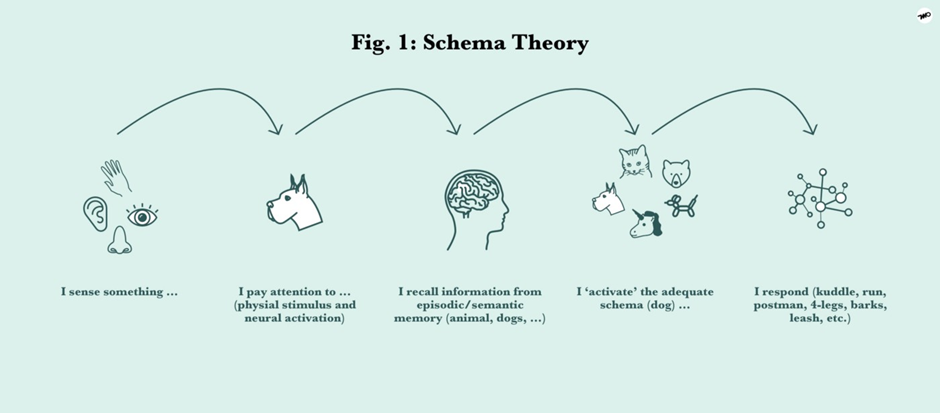 Fig. 1: Schema Theory
I sense something ...
I pay attention to ...
(physial stimulus and
neural activation)
I recall information from
episodic/semantic
memory (animal, dogs, ...)
I ‘activate’ the adequate
schema (dog) ...
I respond (kuddle, run,
postman, 4-legs, barks,
leash, etc.)